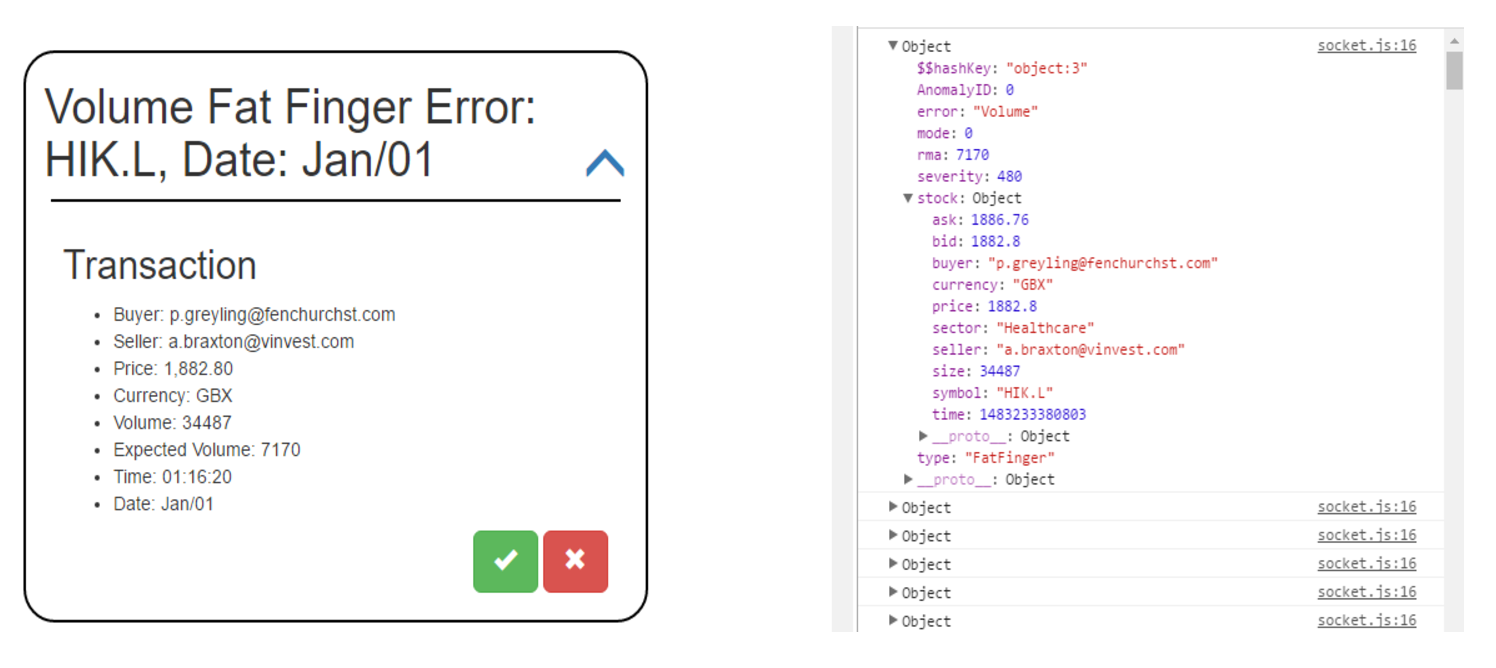 Volume Fat Finger Error:
HIK.L, Date: Jan/01
Transaction
• Buyer: p.greyling@fenchurchst.com
• Seller: a.braxton@vinvest.com
• Price: 1,882.80
• Currency: GBX
• Volume: 34487
• Expected Volume: 7170
• Time: 01:16:20
• Date: Jan/01
▼Object socket.js:16
$$hashKey: "object:3"
AnomalyID: 0
error: "Volume"
mode: 0
rma: 7170
severity: 480
▼stock: Object
ask: 1886.76
bid: 1882.8
buyer: "p.greyling@fenchurchst.com"
currency: "GBX"
price: 1882.8
sector: "Healthcare"
seller: "a.braxton@vinvest.com"
size: 34487
symbol: "HIK.L"
time: 1483233380803
▶__proto__: Object
type: "FatFinger"
▶__proto__: Object
▶Object socket.js:16
▶Object socket.js:16
▶Object socket.js:16
▶Object socket.js:16
▶Object socket.js:16